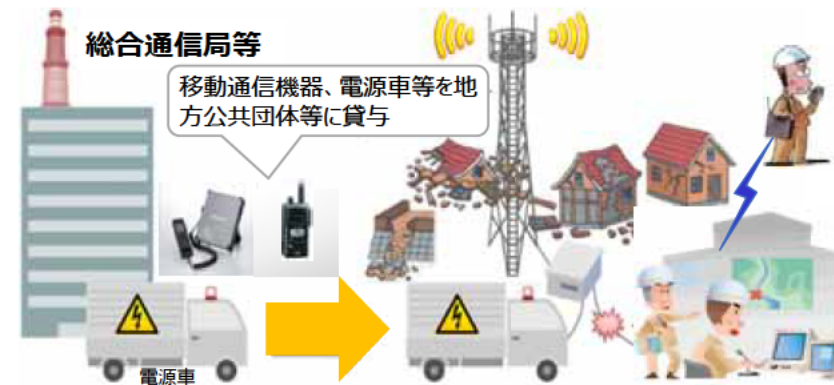 総合通信局等
移動通信機器、電源車等を地
方公共団体等に貸与
電源車